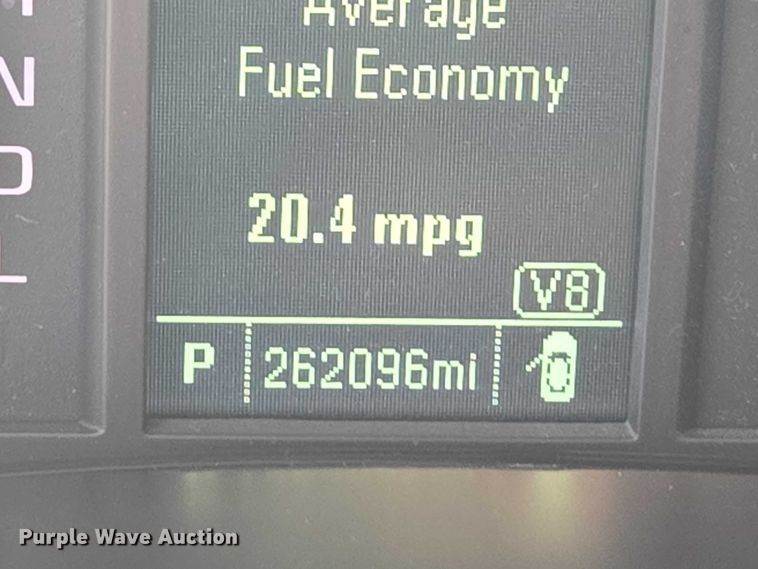 Average
Fuel Economy
N
D
L
20.4 mpg
V8
P 262096mi
Purple Wave Auction